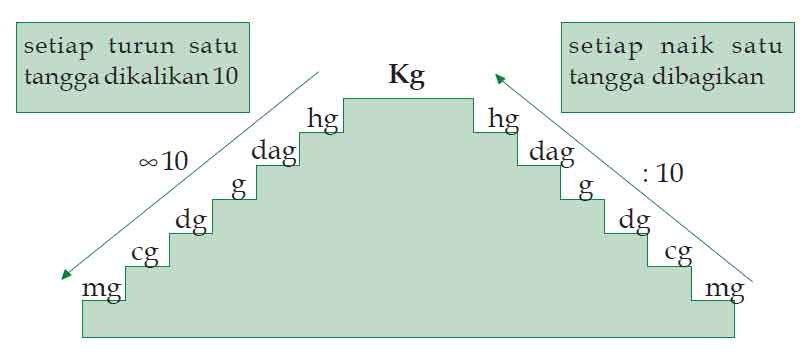 setiap turun satu
tangga dikalikan 10
setiap naik satu
tangga dibagikan
Kg
hg
hg
dag
dag
∞ 10
: 10
g
g
dg
dg
cg
cg
mg
mg